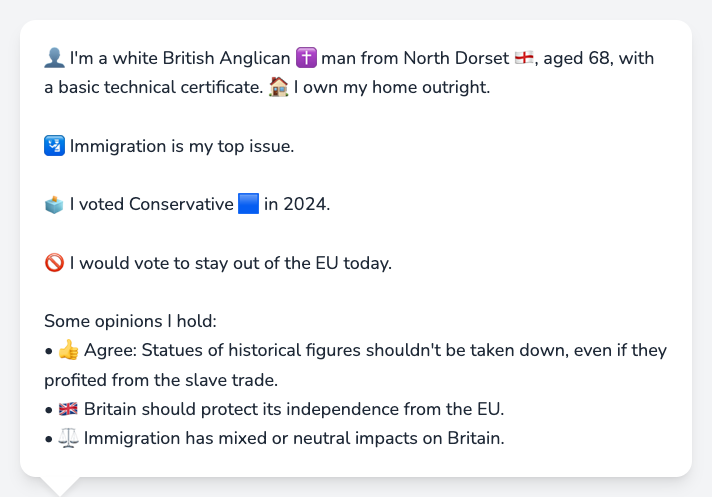 👤 I'm a white British Anglican ✝️ man from North Dorset 🏴󠁧󠁢󠁥󠁮󠁧󠁿, aged 68, with
a basic technical certificate. 🏠 I own my home outright.
🛂 Immigration is my top issue.
🗳️ I voted Conservative 🟦 in 2024.
🚫 I would vote to stay out of the EU today.
Some opinions I hold:
• 👍 Agree: Statues of historical figures shouldn't be taken down, even if they
profited from the slave trade.
• 🇬🇧 Britain should protect its independence from the EU.
• ⚖️ Immigration has mixed or neutral impacts on Britain.